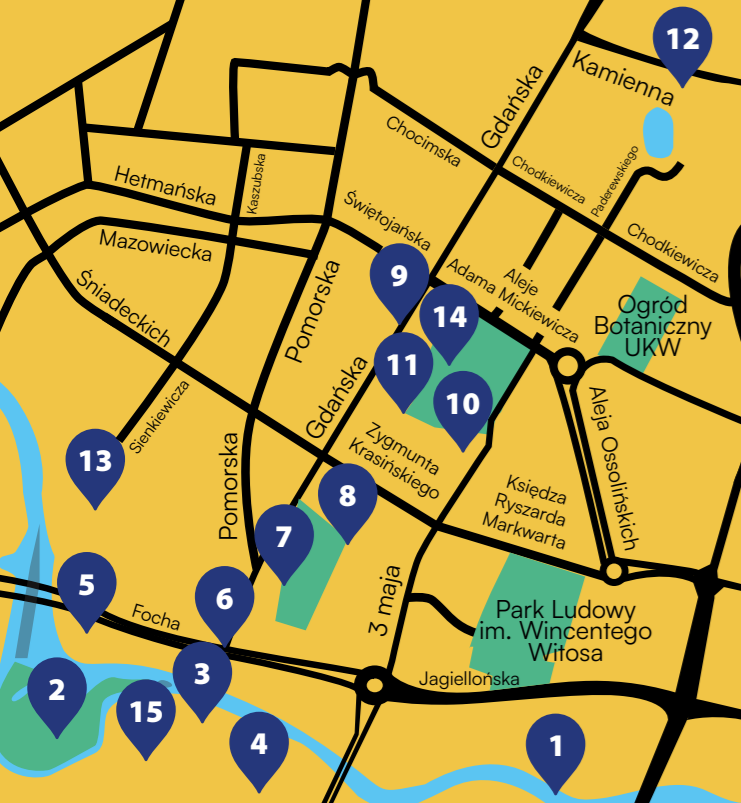 12
Kamienna
Gdańska
Chocimska
Chodkiewicza
Paderewskiego
Hetmańska
Kaszubska
Świętojańska
Chodkiewicza
Mazowiecka
Adama Mickiewicza
Aleje
9
Śniadeckich
Pomorska
14
Ogród
Botaniczny
UKW
11
10
Gdańska
Sienkiewicza
Aleja Ossolińskich
Zygmunta
Krasińskiego
13
Pomorska
8
Księdza
Ryszarda
Markwarta
7
5
6
3 maja
Focha
Park Ludowy
im. Wincentego
Witosa
3
Jagiellońska
2
15
4
1